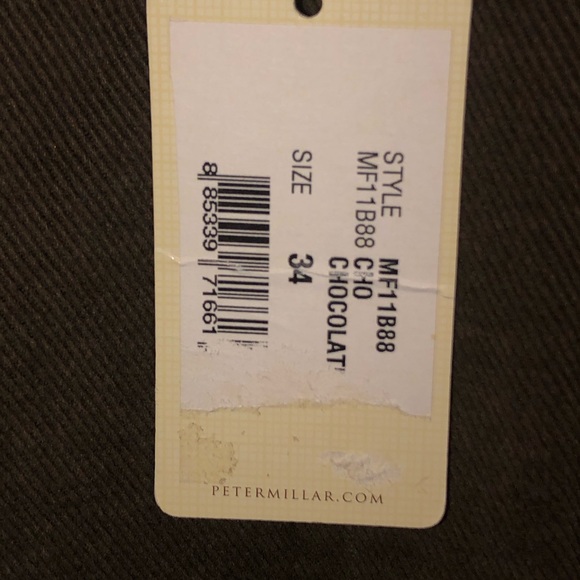 STYLE MF11B88
MF11B88 CHO
CHOCOLAT
SIZE 34
8 85339 71661
PETERMILLAR.COM